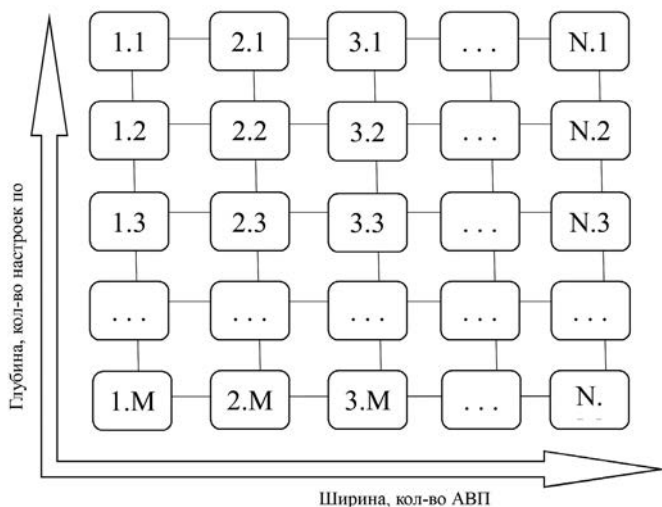 1.1 2.1 3.1 ... N.1
1.2 2.2 3.2 ... N.2
1.3 2.3 3.3 ... N.3
... ... ... ... ...
1.M 2.M 3.M ... N.
Глубина, кол-во настроек по
Ширина, кол-во АВП